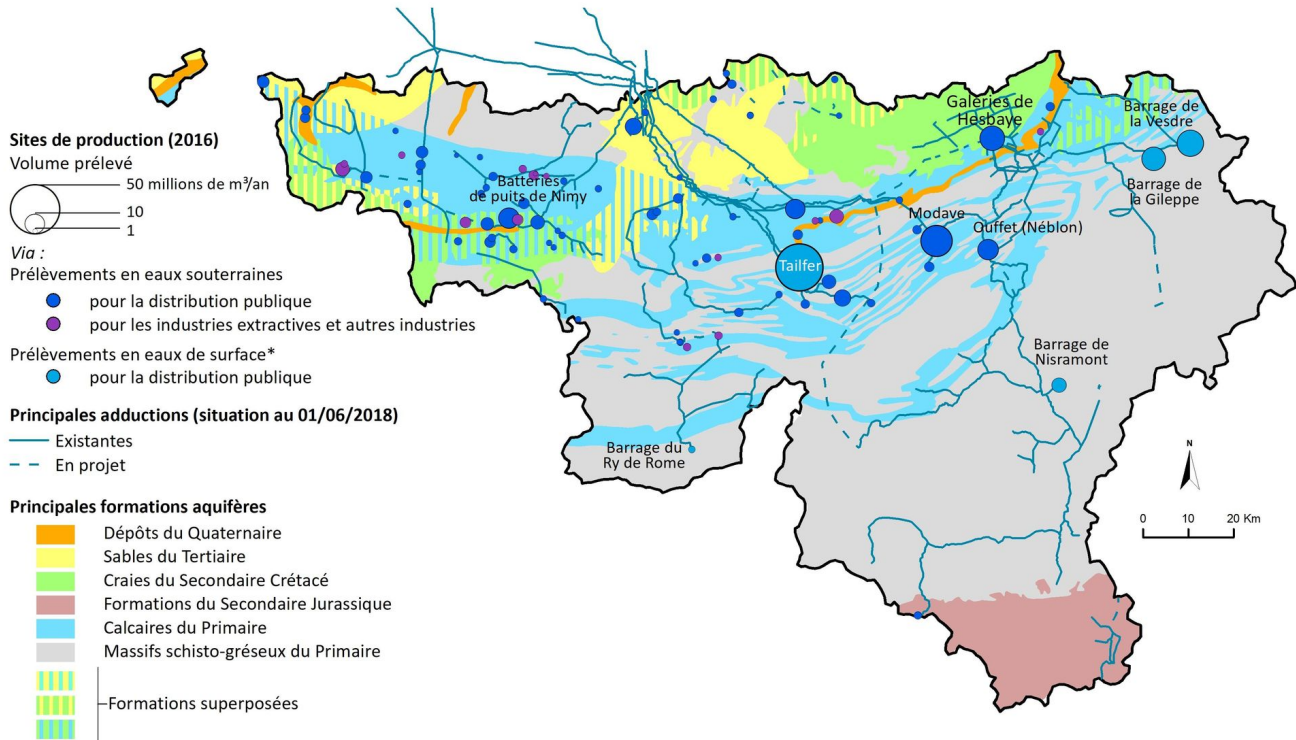 Sites de production (2016)
Volume prélevé
50 millions de m³/an
10
1
Via :
Prélèvements en eaux souterraines
pour la distribution publique
pour les industries extractives et autres industries
Prélèvements en eaux de surface*
pour la distribution publique
Principales adductions (situation au 01/06/2018)
Existantes
En projet
Principales formations aquifères
Dépôts du Quaternaire
Sables du Tertiaire
Craies du Secondaire Crétacé
Formations du Secondaire Jurassique
Calcaires du Primaire
Massifs schisto-gréseux du Primaire
Formations superposées
Batteries
de puits de Nimy
Galeries de
Hesbaye
Barrage de
la Vesdre
Barrage de
la Gileppe
Modave
Ouffet (Néblon)
Tailfer
Barrage de
Nisramont
Barrage du
Ry de Rome
N
0 10 20 Km